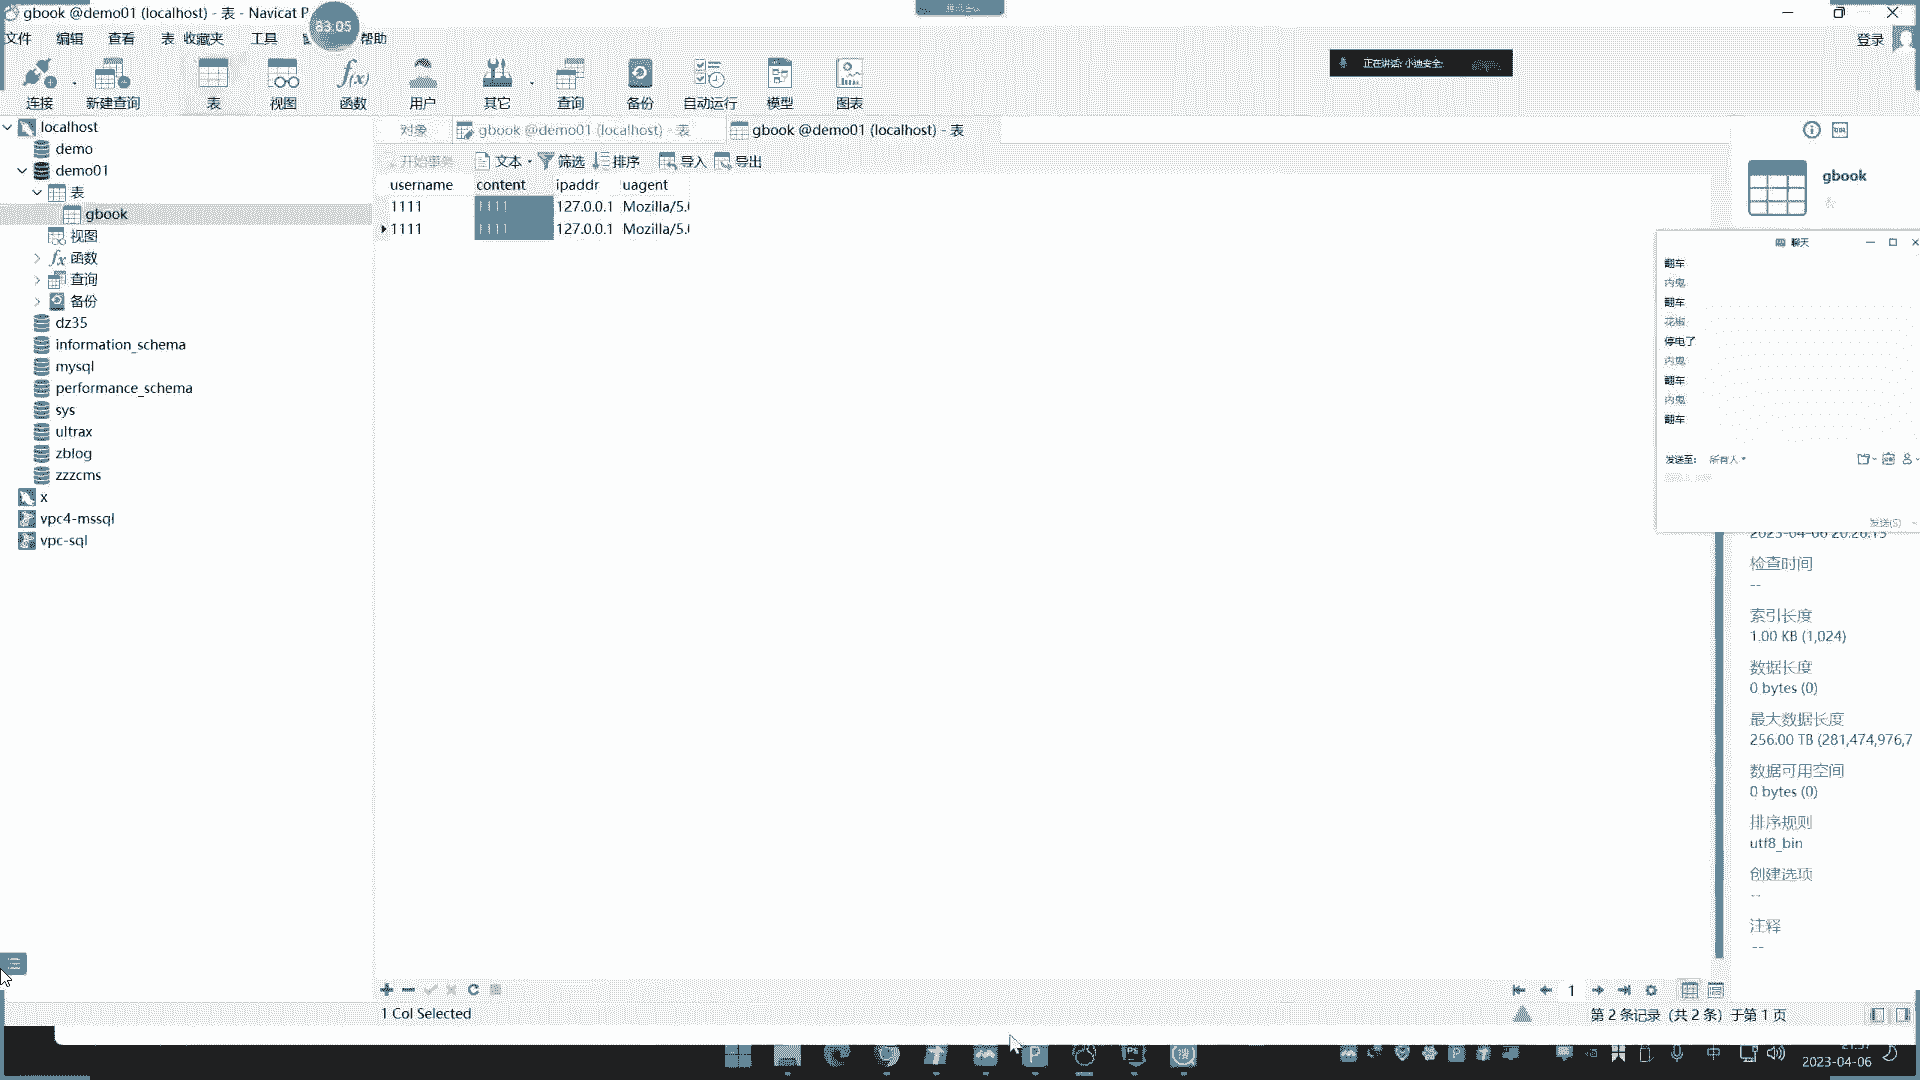 gbook @demo01 (localhost) - 表 - Navicat P
83:05
文件 编辑 查看 表 收藏夹 工具 帮助
登录
正在讲话: 小迪安全;
连接 新建查询 表 视图 函数 用户 其它 查询 备份 自动运行 模型 图表
localhost
demo
demo01
表
gbook
视图
函数
查询
备份
dz35
information_schema
mysql
performance_schema
sys
ultrax
zblog
zzzcms
x
vpc4-mssql
vpc-sql
对象 gbook @demo01 (localhost) - 表 gbook @demo01 (localhost) - 表
开始事务 文本 筛选 排序 导入 导出
username content ipaddr uagent
1111 1111 127.0.0.1 Mozilla/5.
1111 1111 127.0.0.1 Mozilla/5.
gbook
表
聊天
翻车
内鬼
翻车
花椒
停电了
内鬼
翻车
内鬼
翻车
发送至: 所有人
发送(S)
检查时间
--
索引长度
1.00 KB (1,024)
数据长度
0 bytes (0)
最大数据长度
256.00 TB (281,474,976,7
数据可用空间
0 bytes (0)
排序规则
utf8_bin
创建选项
--
注释
--
1
1 Col Selected
第 2 条记录 (共 2 条) 于第 1 页
中
2023-04-06